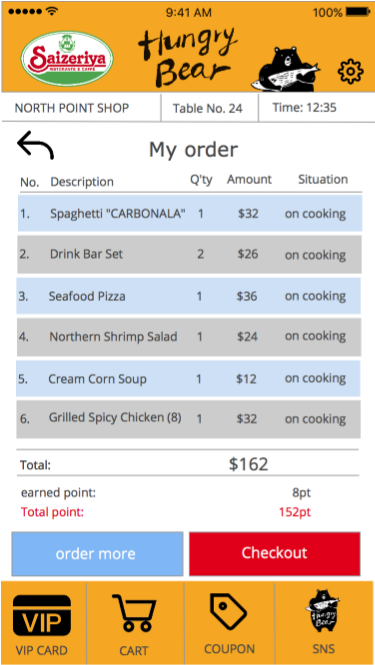 9:41 AM 100%
Saizeriya
RISTORANTE E CAFFÈ
Hungry
Bear
NORTH POINT SHOP Table No. 24 Time: 12:35
My order
No. Description Q'ty Amount Situation
1. Spaghetti "CARBONALA" 1 $32 on cooking
2. Drink Bar Set 2 $26 on cooking
3. Seafood Pizza 1 $36 on cooking
4. Northern Shrimp Salad 1 $24 on cooking
5. Cream Corn Soup 1 $12 on cooking
6. Grilled Spicy Chicken (8) 1 $32 on cooking
Total: $162
earned point: 8pt
Total point: 152pt
order more Checkout
VIP
Hungry
Bear
VIP CARD CART COUPON SNS